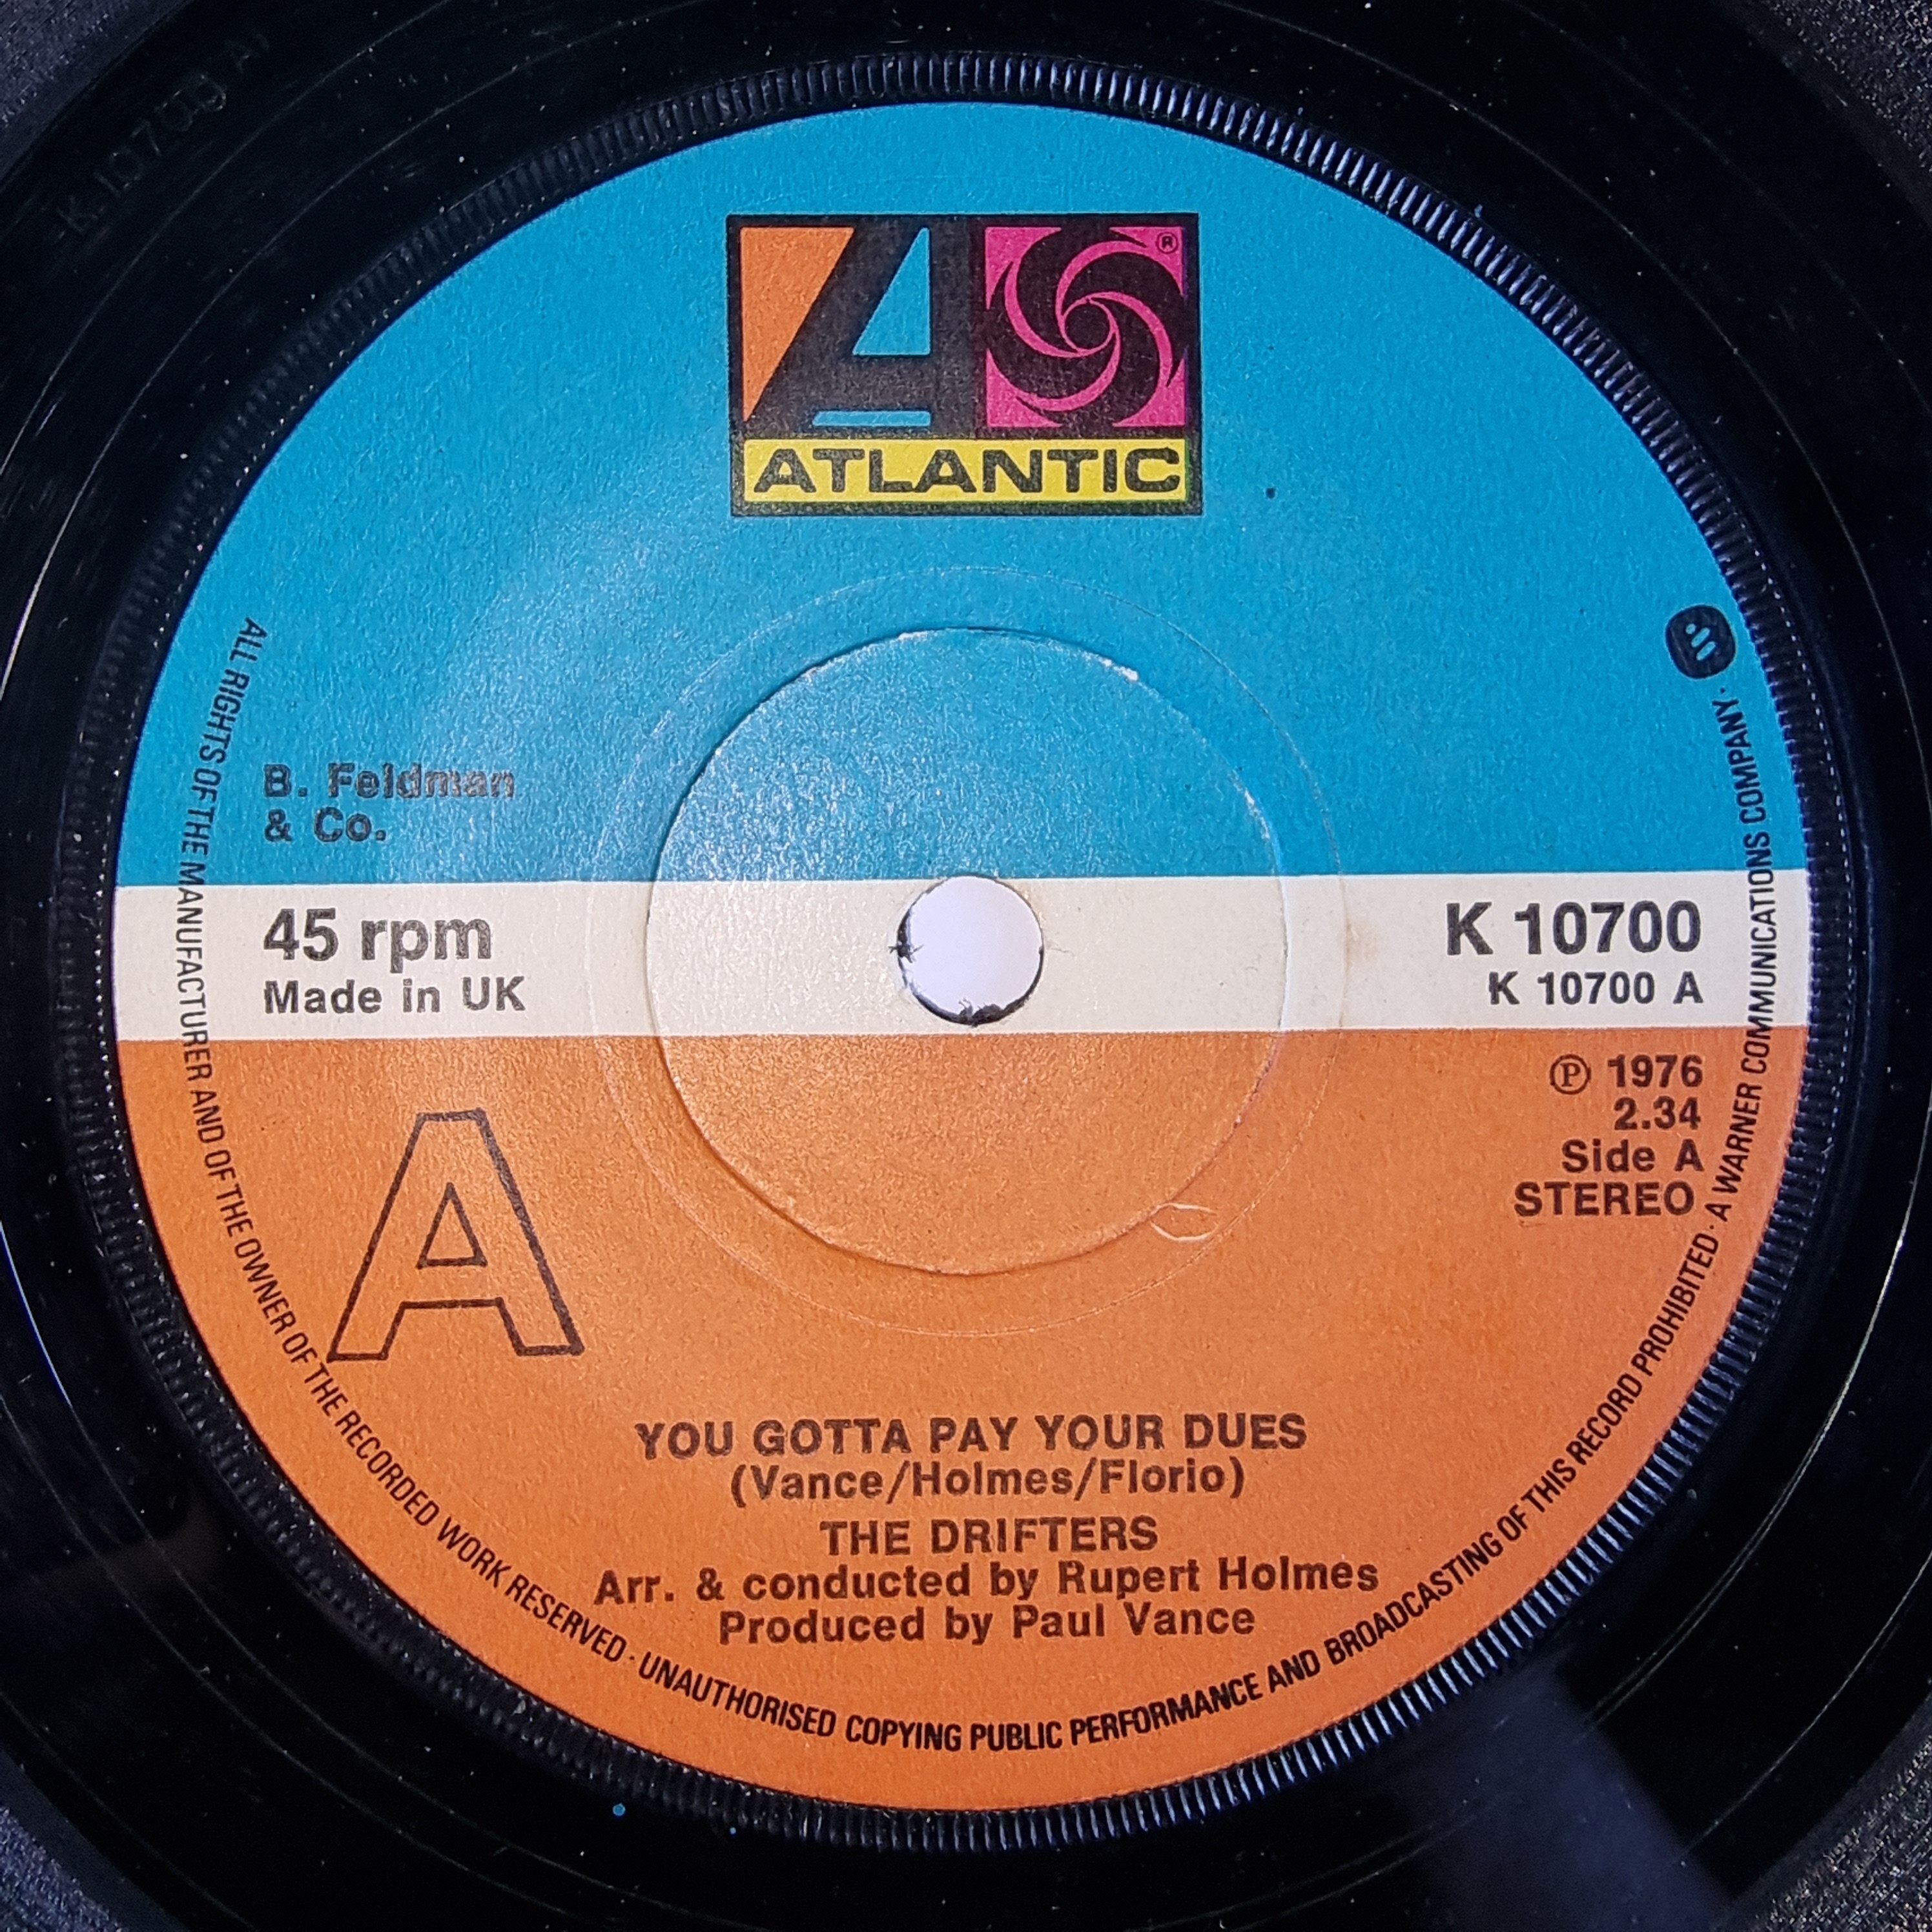 ATLANTIC
®
B. Feldman
& Co.
45 rpm
Made in UK
K 10700
K 10700 A
℗ 1976
2.34
Side A
STEREO
A
YOU GOTTA PAY YOUR DUES
(Vance/Holmes/Florio)
THE DRIFTERS
Arr. & conducted by Rupert Holmes
Produced by Paul Vance
ALL RIGHTS OF THE MANUFACTURER AND OF THE OWNER OF THE RECORDED WORK RESERVED · UNAUTHORISED COPYING PUBLIC PERFORMANCE AND BROADCASTING OF THIS RECORD PROHIBITED · A WARNER COMMUNICATIONS COMPANY ·